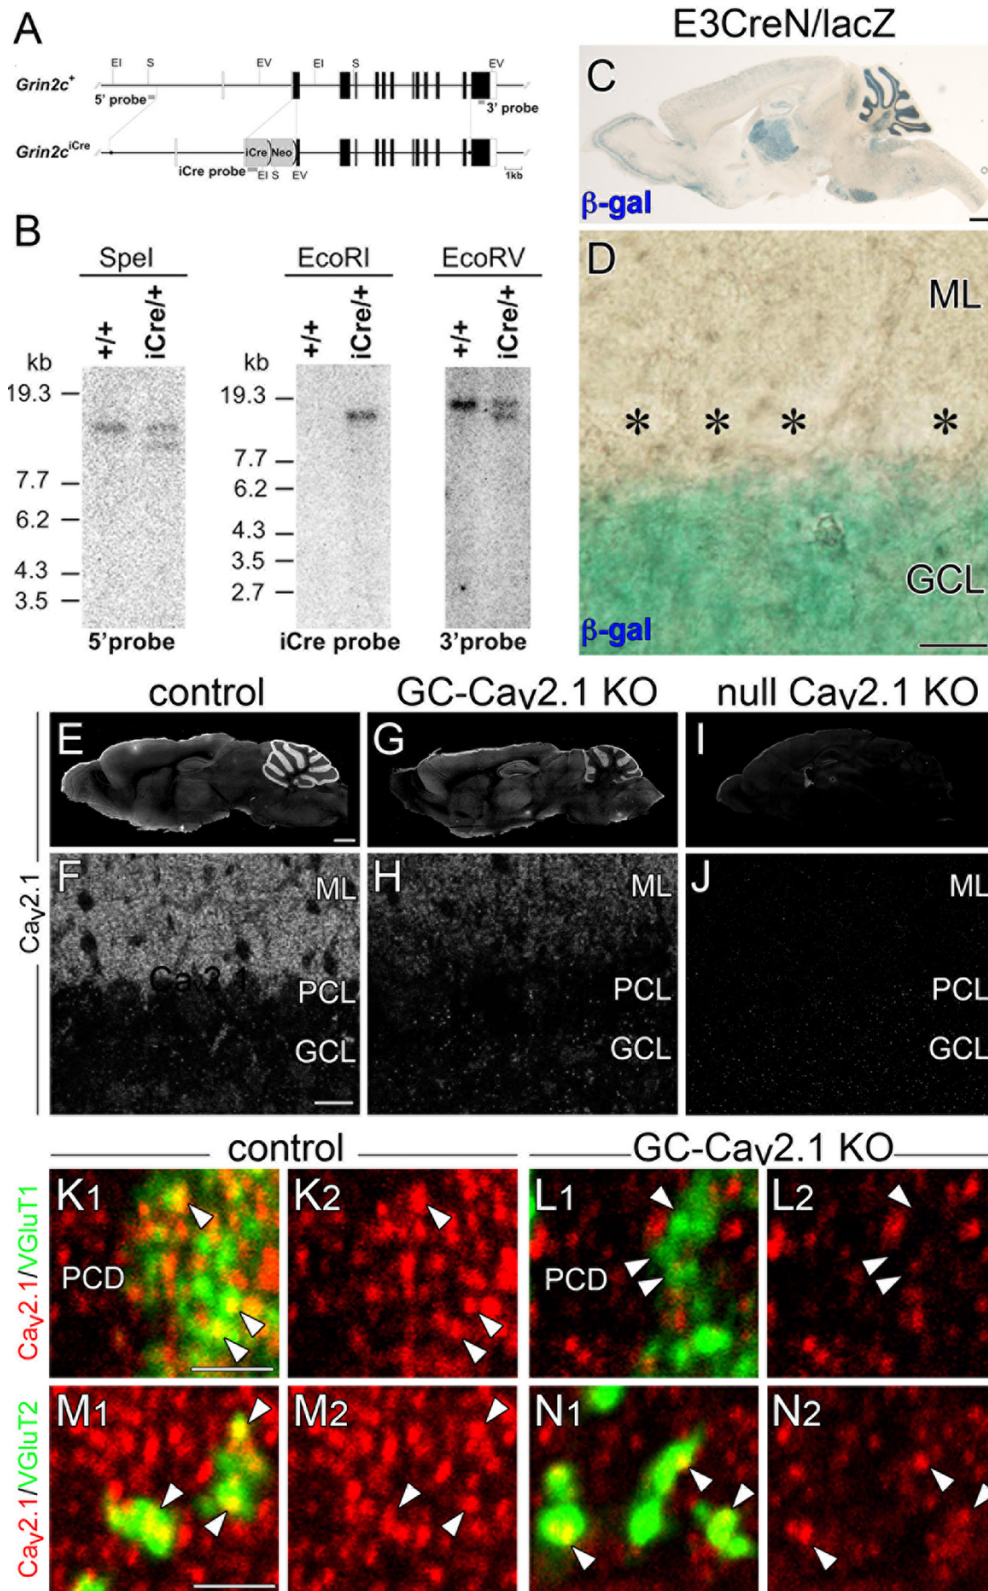 A
E3CreN/lacZ
EI S EV EI S EV
Grin2c+
5' probe
3' probe
Grin2ciCre
iCre Neo
iCre probe
EI S EV
1kb
C
β-gal
B
SpeI
EcoRI
EcoRV
+/+ iCre/+
+/+ iCre/+
+/+ iCre/+
kb
kb
19.3
7.7
6.2
4.3
3.5
19.3
7.7
6.2
4.3
3.5
2.7
5'probe
iCre probe
3'probe
D
ML
* * * *
GCL
β-gal
control
GC-Cav2.1 KO
null Cav2.1 KO
E
G
I
Cav2.1
F
ML
Cav2.1
PCL
GCL
H
ML
PCL
GCL
J
ML
PCL
GCL
control
GC-Cav2.1 KO
Cav2.1/VGluT1
K1
PCD
K2
L1
PCD
L2
Cav2.1/VGluT2
M1
M2
N1
N2